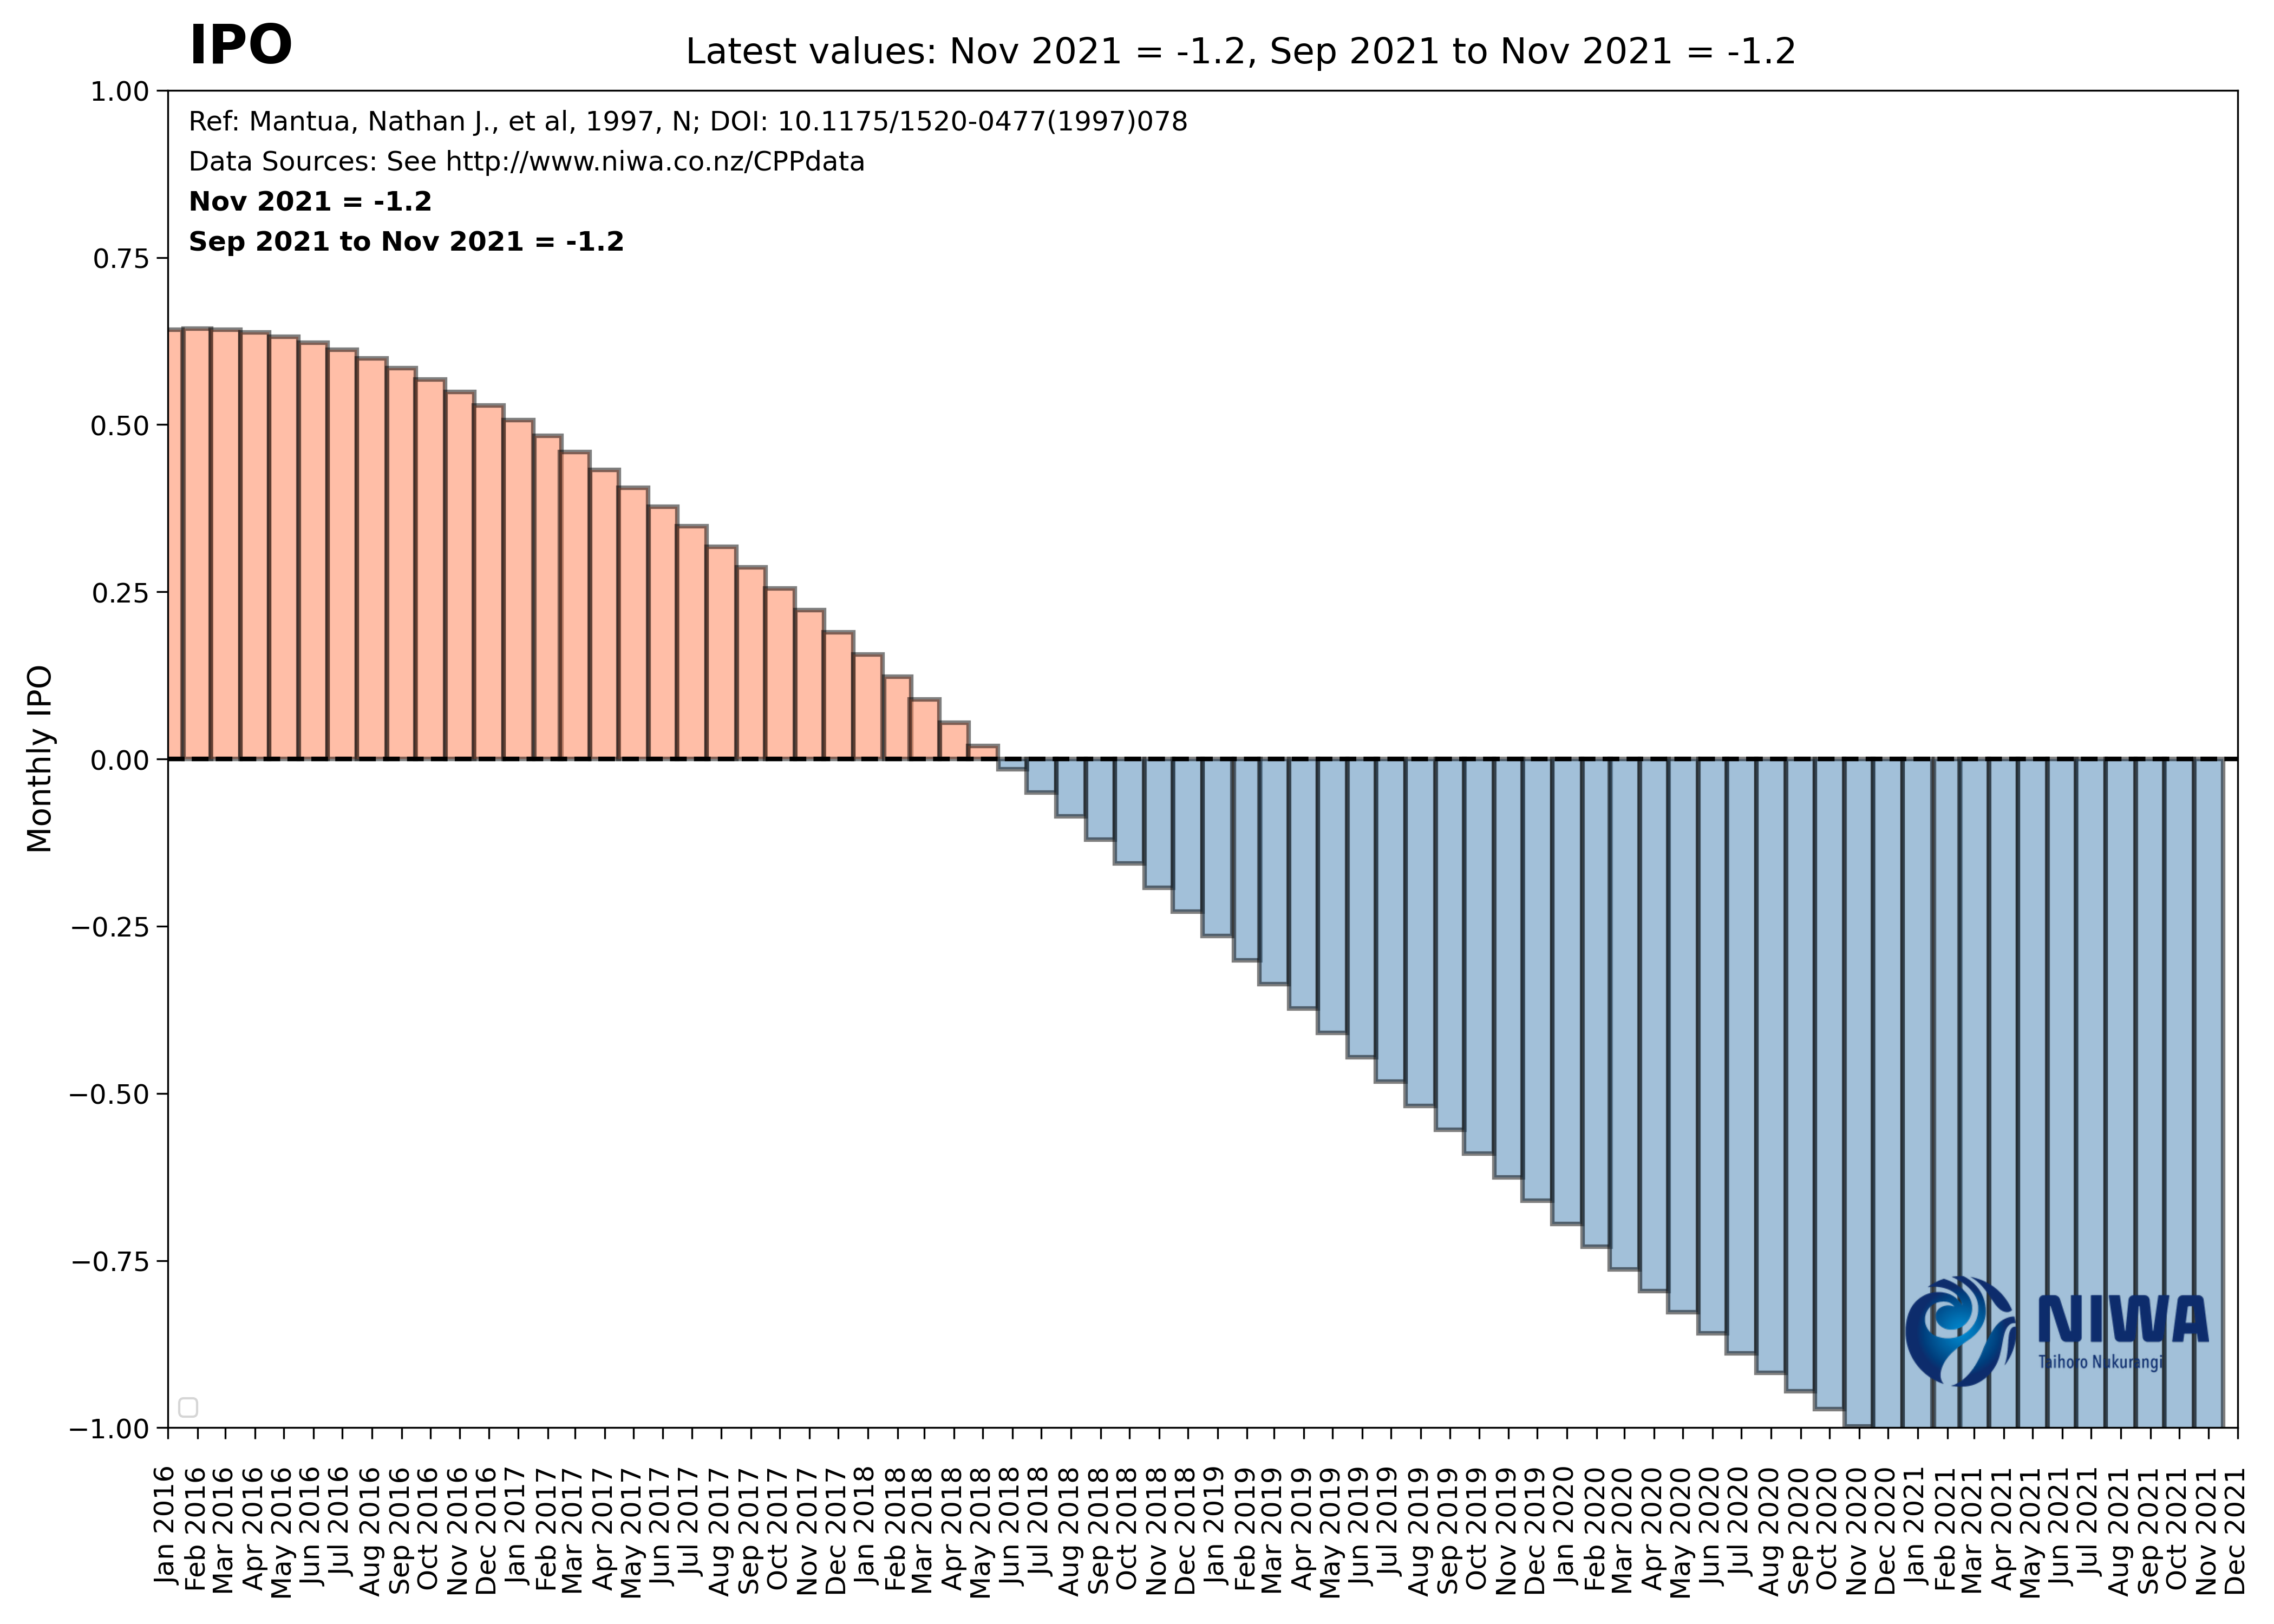 IPO
Latest values: Nov 2021 = -1.2, Sep 2021 to Nov 2021 = -1.2
Ref: Mantua, Nathan J., et al, 1997, N; DOI: 10.1175/1520-0477(1997)078
Data Sources: See http://www.niwa.co.nz/CPPdata
Nov 2021 = -1.2
Sep 2021 to Nov 2021 = -1.2
Monthly IPO
1.00
0.75
0.50
0.25
0.00
−0.25
−0.50
−0.75
−1.00
NIWA
Taihoro Nukurangi
Jan 2016
Feb 2016
Mar 2016
Apr 2016
May 2016
Jun 2016
Jul 2016
Aug 2016
Sep 2016
Oct 2016
Nov 2016
Dec 2016
Jan 2017
Feb 2017
Mar 2017
Apr 2017
May 2017
Jun 2017
Jul 2017
Aug 2017
Sep 2017
Oct 2017
Nov 2017
Dec 2017
Jan 2018
Feb 2018
Mar 2018
Apr 2018
May 2018
Jun 2018
Jul 2018
Aug 2018
Sep 2018
Oct 2018
Nov 2018
Dec 2018
Jan 2019
Feb 2019
Mar 2019
Apr 2019
May 2019
Jun 2019
Jul 2019
Aug 2019
Sep 2019
Oct 2019
Nov 2019
Dec 2019
Jan 2020
Feb 2020
Mar 2020
Apr 2020
May 2020
Jun 2020
Jul 2020
Aug 2020
Sep 2020
Oct 2020
Nov 2020
Dec 2020
Jan 2021
Feb 2021
Mar 2021
Apr 2021
May 2021
Jun 2021
Jul 2021
Aug 2021
Sep 2021
Oct 2021
Nov 2021
Dec 2021